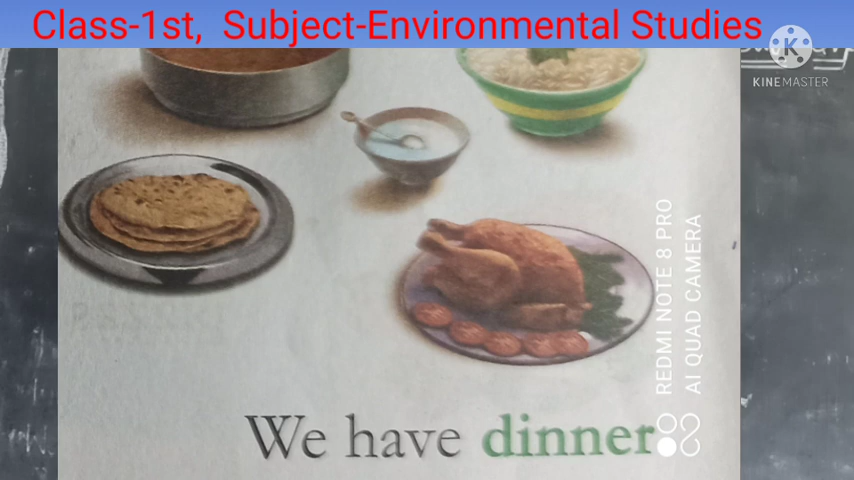 Class-1st, Subject-Environmental Studies
KINEMASTER
REDMI NOTE 8 PRO
AI QUAD CAMERA
We have dinner